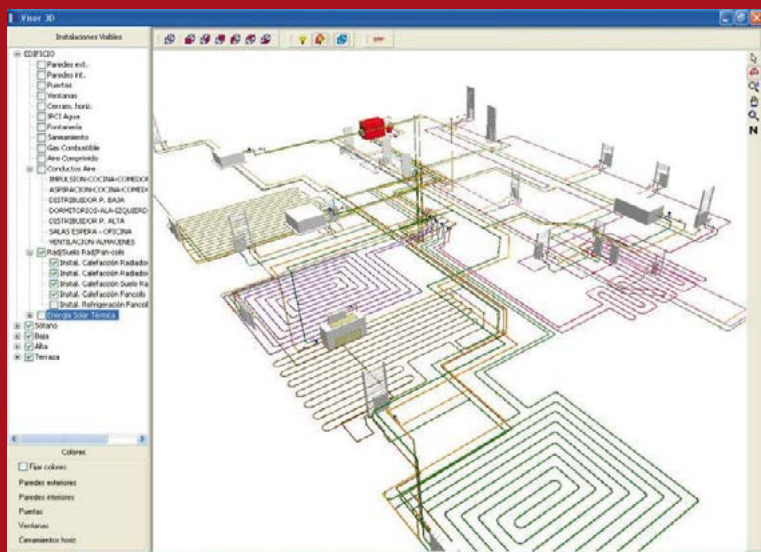 Visor 3D
Instalaciones Visibles
EDIFICIO
Paredes ext.
Paredes int.
Puertas
Ventanas
Cerram. horiz.
IPCI Agua
Fontanería
Saneamiento
Gas Combustible
Aire Comprimido
Conductos Aire
IMPULSION-COCINA-COMEDOR
ASPIRACION-COCINA-COMED
DISTRIBUIDOR P. BAJA
DORMITORIOS-ALA-IZQUIERD
DISTRIBUIDOR P. ALTA
SALAS ESPERA - OFICINA
VENTILACION-ALMACENES
Rad/Suelo Rad/Fan-coils
Instal. Calefacción Radiador
Instal. Calefacción Radiador
Instal. Calefacción Suelo Ra
Instal. Calefacción Fancoils
Instal. Refrigeración Fancoil
Energía Solar Térmica
Sótano
Baja
Alta
Terraza
N
Colores
Fijar colores
Paredes exteriores
Paredes interiores
Puertas
Ventanas
Cerramientos horiz.